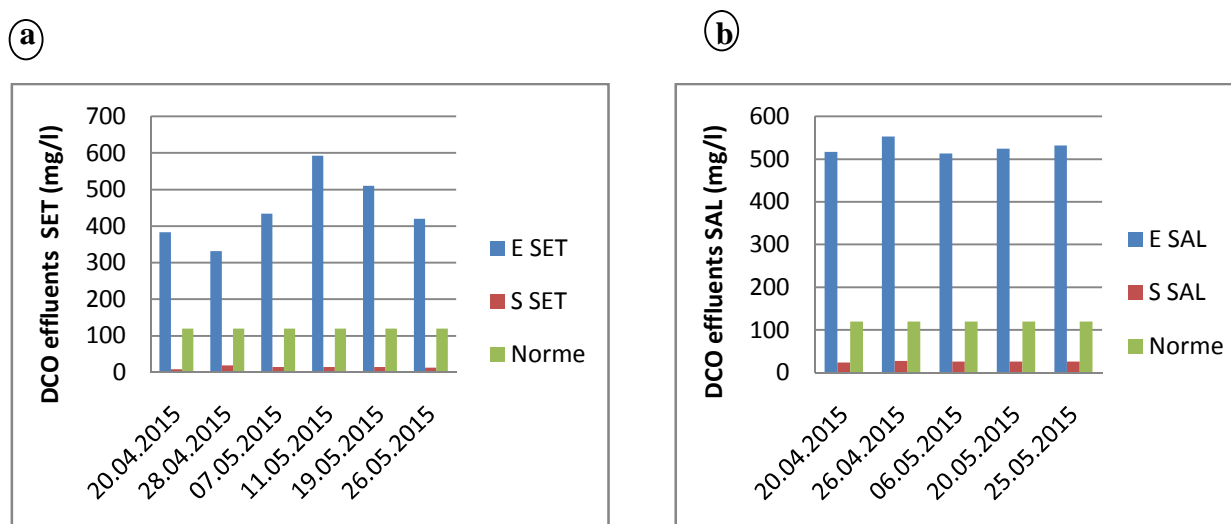 a
DCO effluents SET (mg/l)
700
600
500
400
300
200
100
0
20.04.2015
28.04.2015
07.05.2015
11.05.2015
19.05.2015
26.05.2015
E SET
S SET
Norme
b
DCO effluents SAL (mg/l)
600
500
400
300
200
100
0
20.04.2015
26.04.2015
06.05.2015
20.05.2015
25.05.2015
E SAL
S SAL
Norme